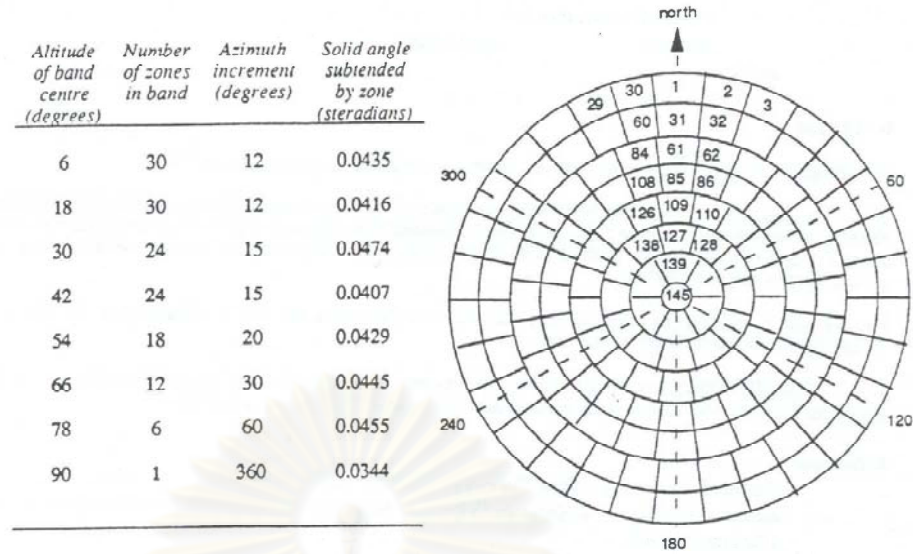 Altitude of band centre (degrees) Number of zones in band Azimuth increment (degrees) Solid angle subtended by zone (steradians)
6 30 12 0.0435
18 30 12 0.0416
30 24 15 0.0474
42 24 15 0.0407
54 18 20 0.0429
66 12 30 0.0445
78 6 60 0.0455
90 1 360 0.0344
north
29 30 1 2 3
60 31 32
84 61 62
300 108 85 86 60
126 109 110
138 127 128
139
145
240 120
180